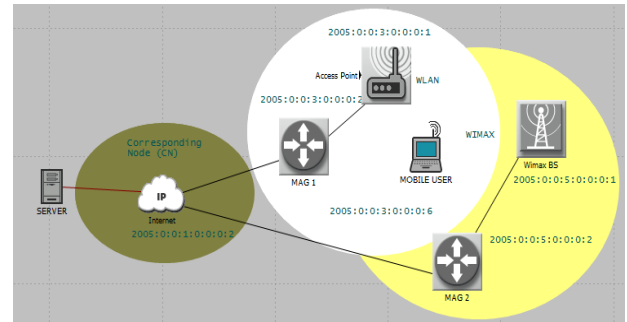 2005:0:0:3:0:0:0:1
Access Point
WLAN
2005:0:0:3:0:0:0:2
Corresponding
Node (CN)
WIMAX
Wimax BS
MAG 1
MOBILE USER
2005:0:0:5:0:0:0:1
IP
SERVER
2005:0:0:3:0:0:0:6
Internet
2005:0:0:1:0:0:0:2
2005:0:0:5:0:0:0:2
MAG 2